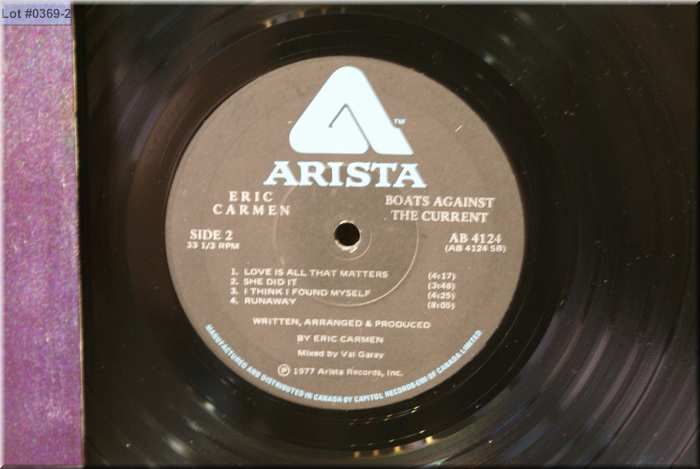 Lot #0369-2
TM
ARISTA
ERIC
CARMEN
BOATS AGAINST
THE CURRENT
SIDE 2
33 1/3 RPM
AB 4124
(AB 4124 SB)
1. LOVE IS ALL THAT MATTERS (4:17)
2. SHE DID IT (3:48)
3. I THINK I FOUND MYSELF (4:25)
4. RUNAWAY (8:05)
WRITTEN, ARRANGED & PRODUCED
BY ERIC CARMEN
Mixed by Val Garay
℗ 1977 Arista Records, Inc.
MANUFACTURED AND DISTRIBUTED IN CANADA BY CAPITOL RECORDS-EMI OF CANADA LIMITED